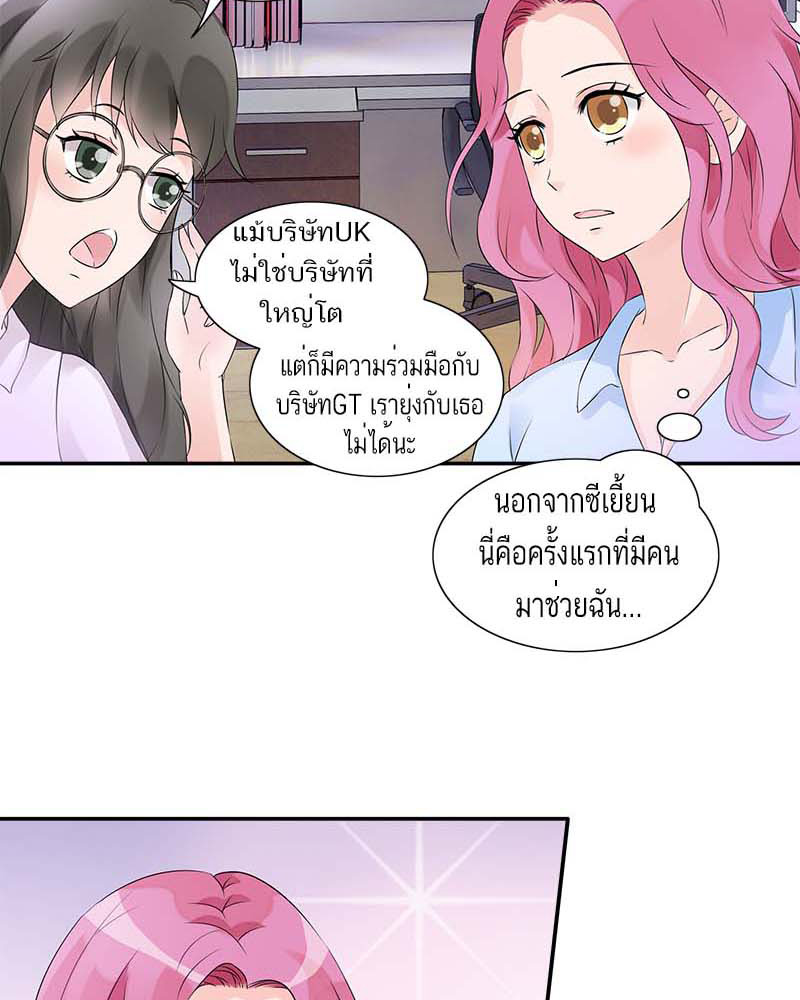 แม้บริษัทUK
ไม่ใช่บริษัทที่
ใหญ่โต
แต่ก็มีความร่วมมือกับ
บริษัทGT เรายุ่งกับเธอ
ไม่ได้นะ
นอกจากซีเยี้ยน
นี่คือครั้งแรกที่มีคน
มาช่วยฉัน...